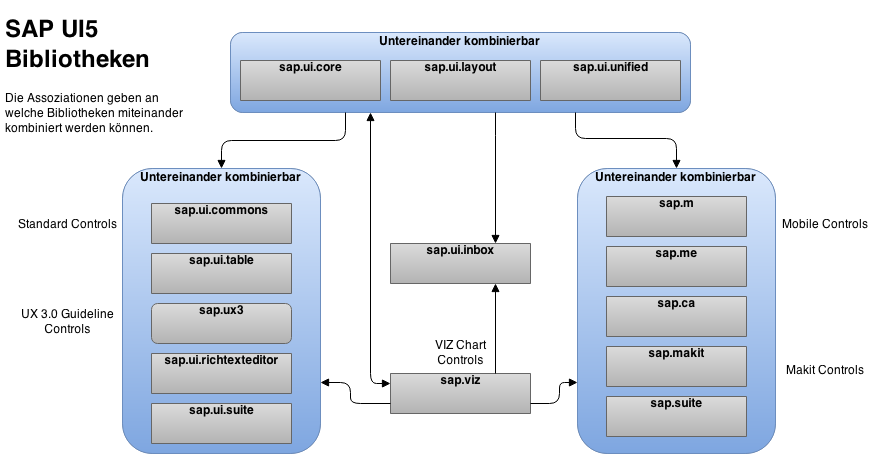 SAP UI5
Bibliotheken
Die Assoziationen geben an
welche Bibliotheken miteinander
kombiniert werden können.
Untereinander kombinierbar
sap.ui.core
sap.ui.layout
sap.ui.unified
Untereinander kombinierbar
sap.ui.commons
sap.ui.table
sap.ux3
sap.ui.richtexteditor
sap.ui.suite
Standard Controls
UX 3.0 Guideline
Controls
sap.ui.inbox
VIZ Chart
Controls
sap.viz
Untereinander kombinierbar
sap.m
sap.me
sap.ca
sap.makit
sap.suite
Mobile Controls
Makit Controls